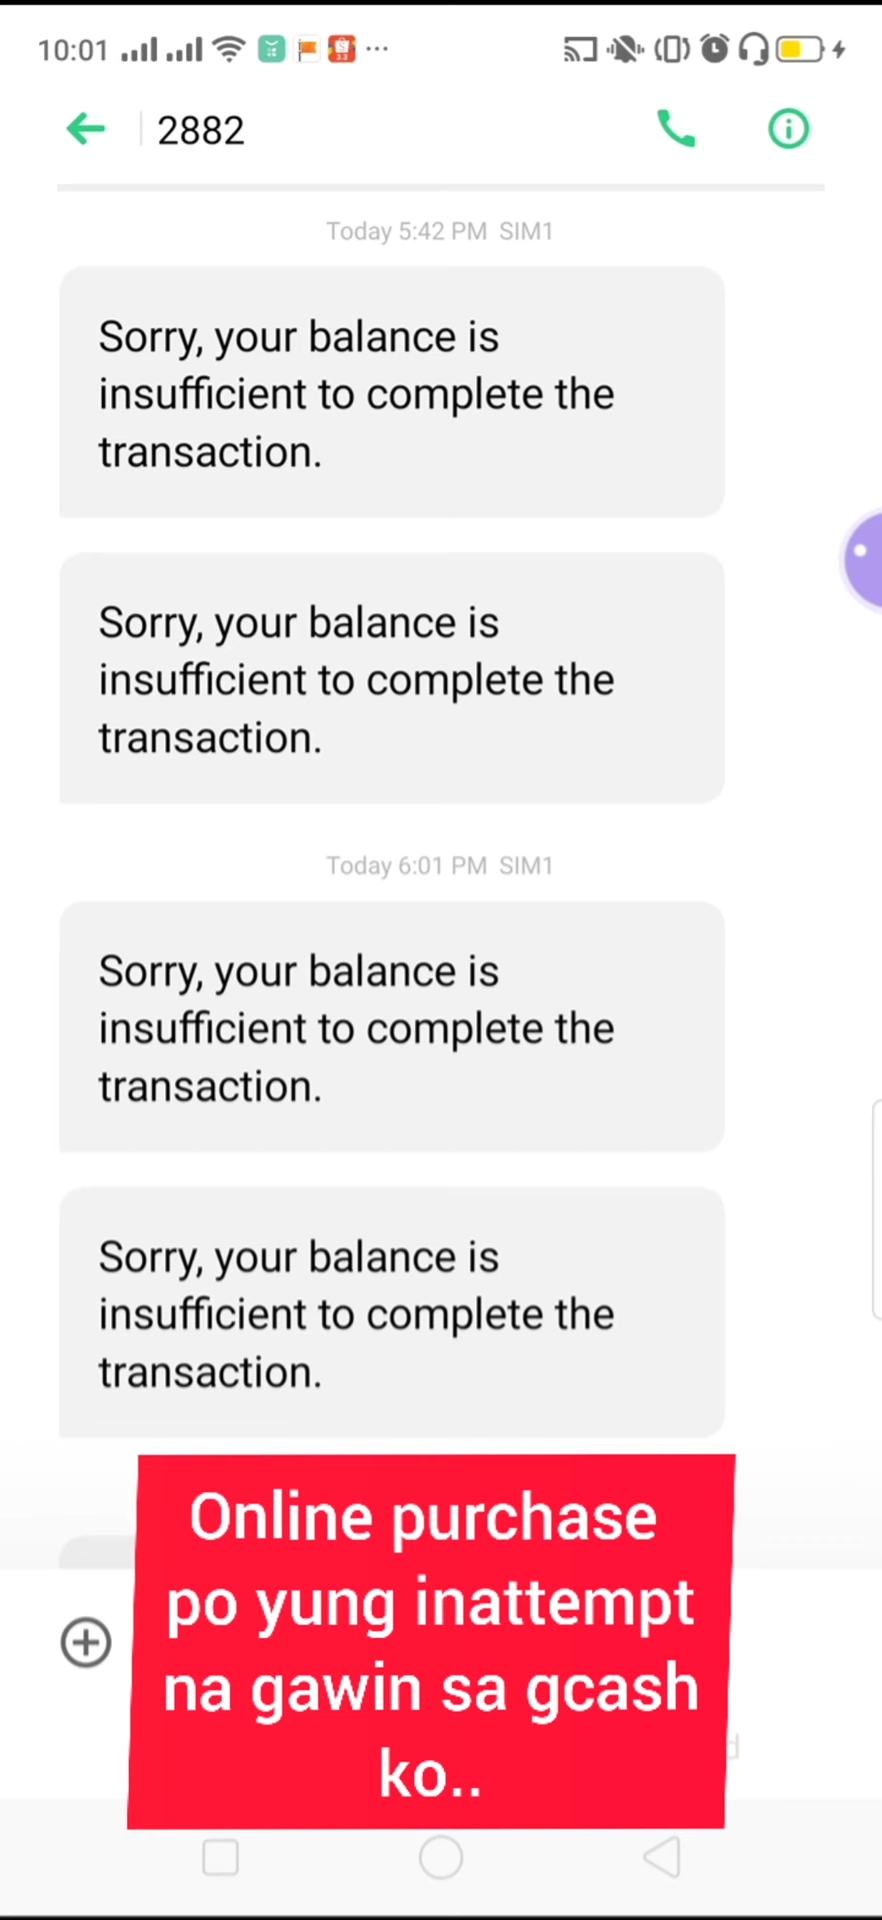 10:01
2882
Today 5:42 PM SIM1
Sorry, your balance is
insufficient to complete the
transaction.
Sorry, your balance is
insufficient to complete the
transaction.
Today 6:01 PM SIM1
Sorry, your balance is
insufficient to complete the
transaction.
Sorry, your balance is
insufficient to complete the
transaction.
Online purchase
po yung inattempt
na gawin sa gcash
ko..